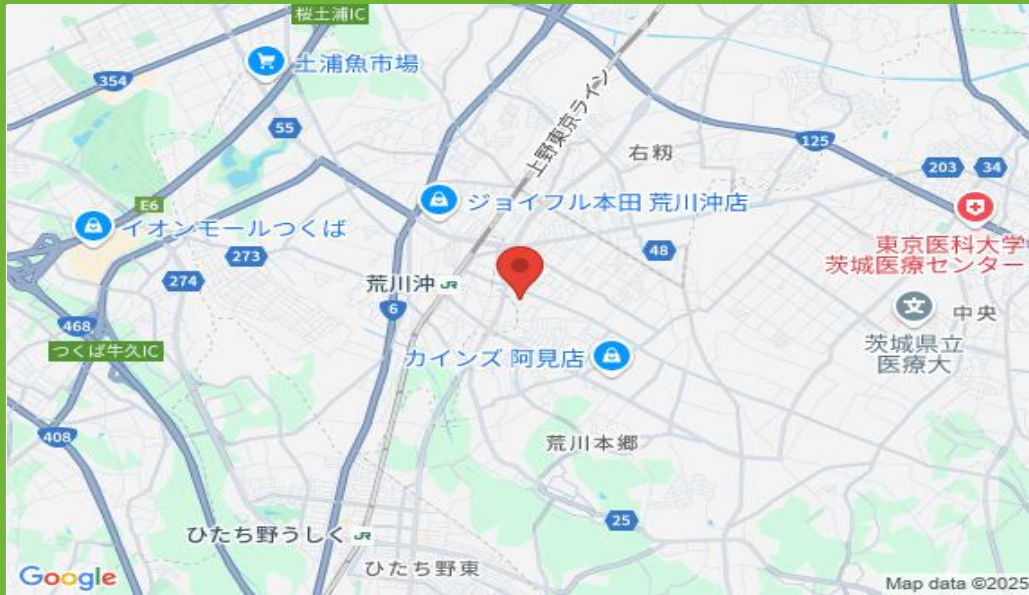 桜土浦IC
土浦魚市場
354
上野東京ライン
55
125
右籾
203
34
E6
ジョイフル本田 荒川沖店
イオンモールつくば
273
48
東京医科大学
茨城医療センター
274
荒川沖 JR
6
中央
468
つくば牛久IC
カインズ 阿見店
茨城県立
医療大
408
荒川本郷
25
ひたち野うしく JR
ひたち野東
Google
Map data ©2025